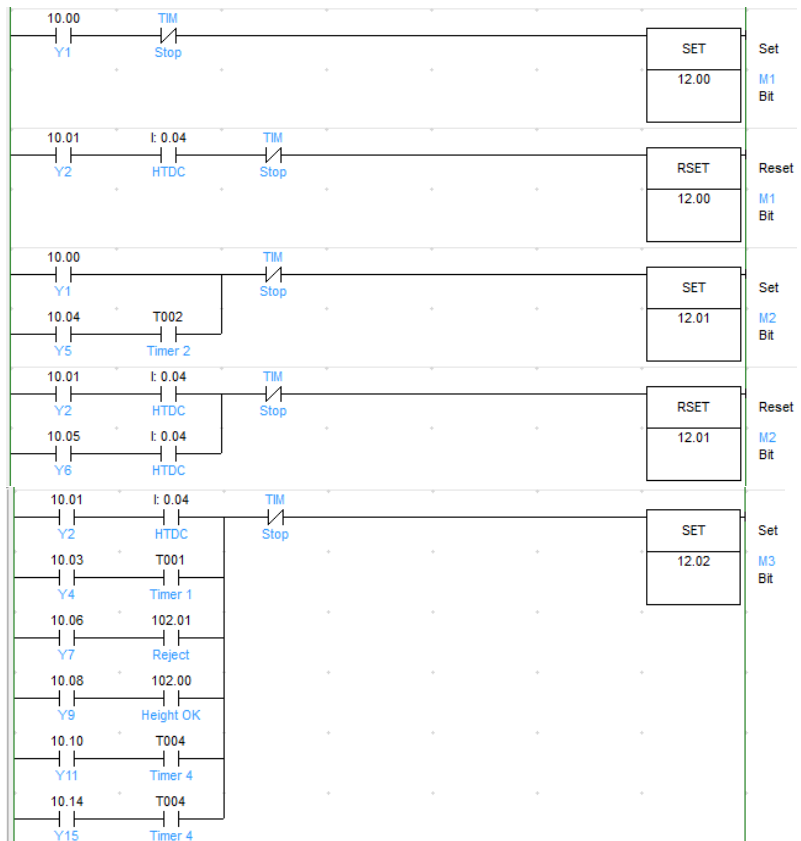 10.00 TIM
Y1 Stop
SET Set
12.00 M1
Bit
10.01 I: 0.04 TIM
Y2 HTDC Stop
RSET Reset
12.00 M1
Bit
10.00 TIM
Y1 Stop
SET Set
10.04 T002 12.01 M2
Y5 Timer 2 Bit
10.01 I: 0.04 TIM
Y2 HTDC Stop
RSET Reset
10.05 I: 0.04 12.01 M2
Y6 HTDC Bit
10.01 I: 0.04 TIM
Y2 HTDC Stop
SET Set
10.03 T001 12.02 M3
Y4 Timer 1 Bit
10.06 102.01
Y7 Reject
10.08 102.00
Y9 Height OK
10.10 T004
Y11 Timer 4
10.14 T004
Y15 Timer 4